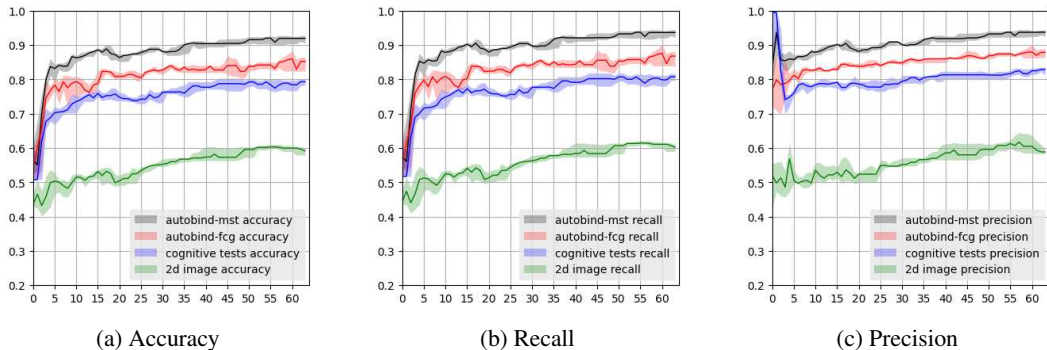 1.0
0.9
0.8
0.7
0.6
0.5
0.4
0.3
0.2
autobind-mst accuracy
autobind-fcg accuracy
cognitive tests accuracy
2d image accuracy
0 5 10 15 20 25 30 35 40 45 50 55 60
(a) Accuracy
1.0
0.9
0.8
0.7
0.6
0.5
0.4
0.3
0.2
autobind-mst recall
autobind-fcg recall
cognitive tests recall
2d image recall
0 5 10 15 20 25 30 35 40 45 50 55 60
(b) Recall
1.0
0.9
0.8
0.7
0.6
0.5
0.4
0.3
0.2
autobind-mst precision
autobind-fcg precision
cognitive tests precision
2d image precision
0 5 10 15 20 25 30 35 40 45 50 55 60
(c) Precision